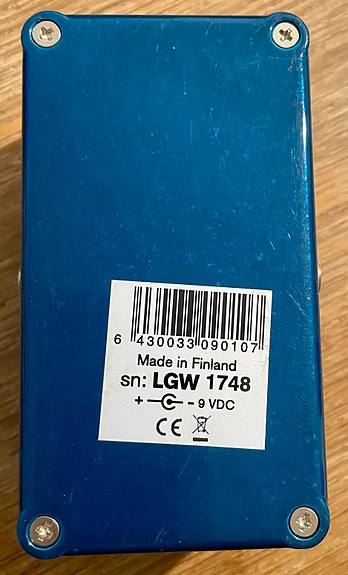 6 430033 090107
Made in Finland
sn: LGW 1748
+ - 9 VDC
CE